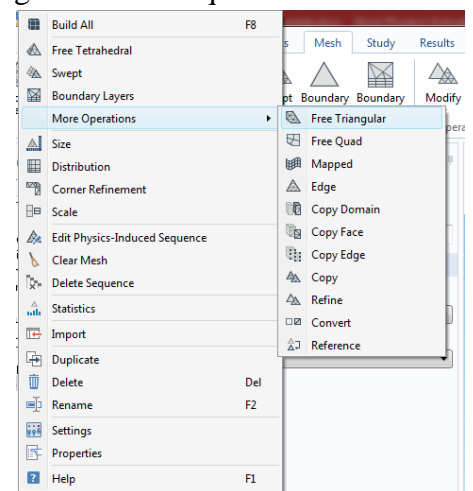 Build All F8
Free Tetrahedral
Swept
Boundary Layers
More Operations
Size
Distribution
Corner Refinement
Scale
Edit Physics-Induced Sequence
Clear Mesh
Delete Sequence
Statistics
Import
Duplicate
Delete Del
Rename F2
Settings
Properties
Help F1
Mesh Study Results
Boundary Boundary Modify
Free Triangular
Free Quad
Mapped
Edge
Copy Domain
Copy Face
Copy Edge
Copy
Refine
Convert
Reference